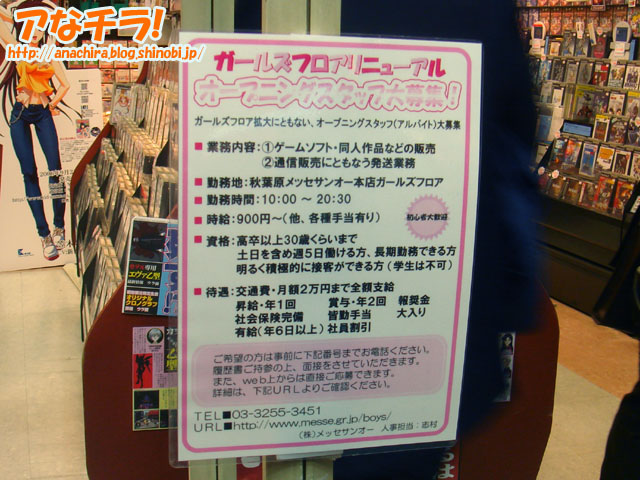 アなチラ!
http://anachira.blog.shinobi.jp/
ガールズフロアリニューアル
オープニングスタッフ大募集!
ガールズフロア拡大にともない、オープニングスタッフ(アルバイト)大募集
■ 業務内容:①ゲームソフト・同人作品などの販売
②通信販売にともなう発送業務
■ 勤務地:秋葉原メッセサンオー本店ガールズフロア
■ 勤務時間:10:00 ~ 20:30
■ 時給:900円~(他、各種手当有り)
初心者大歓迎
■ 資格:高卒以上30歳くらいまで
土日を含め週5日働ける方、長期勤務できる方
明るく積極的に接客ができる方(学生は不可)
■ 待遇:交通費・月額2万円まで全額支給
昇給・年1回 賞与・年2回 報奨金
社会保険完備 皆勤手当 大入り
有給(年6日以上)社員割引
ご希望の方は事前に下記番号までお電話ください。
履歴書ご持参の上、面接をさせていただきます。
また、web上からは直接ご応募できます。
詳細は、下記URLよりご確認ください。
TEL■03-3255-3451
URL■http://www.messe.gr.jp/boys/
(株)メッセサンオー 人事担当:志村
エヴァ乙型
オリジナル
クロノグラフ